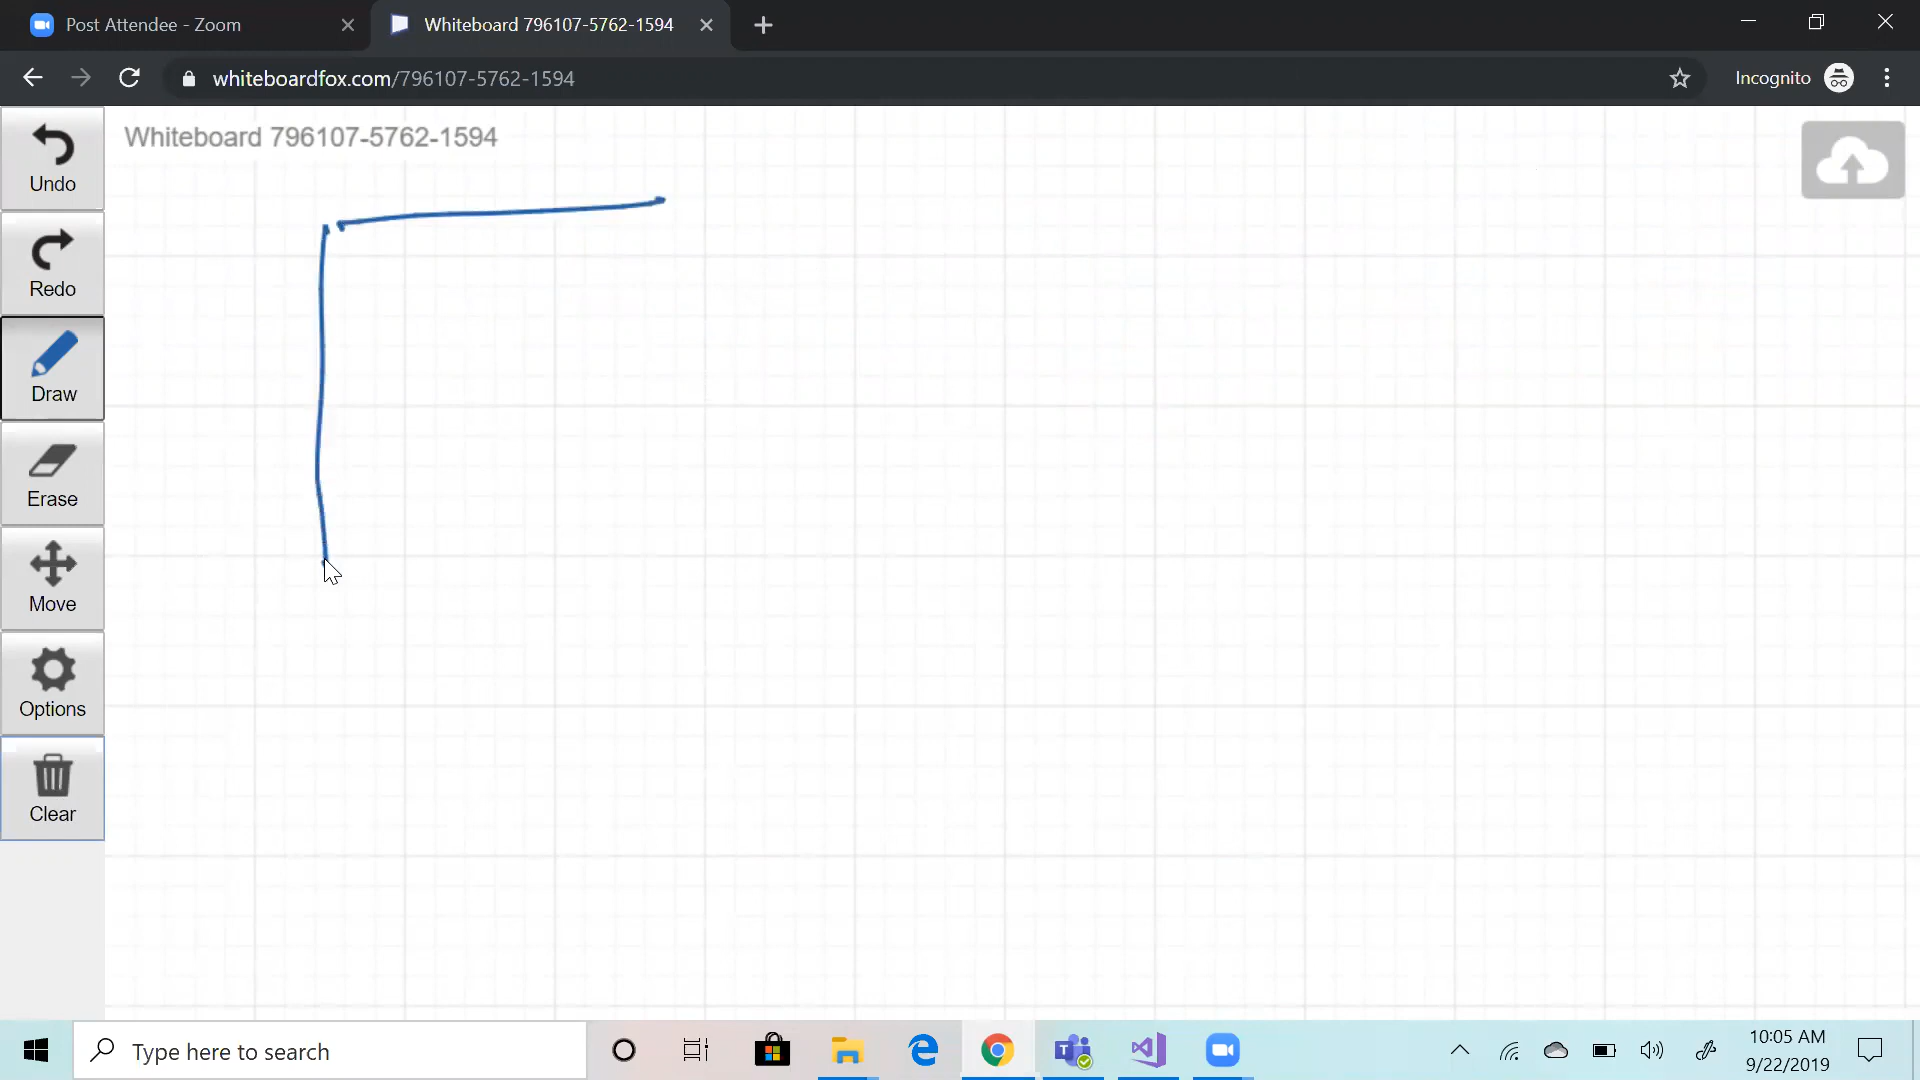 Post Attendee - Zoom
Whiteboard 796107-5762-1594
whiteboardfox.com/796107-5762-1594
Incognito
Whiteboard 796107-5762-1594
Undo
Redo
Draw
Erase
Move
Options
Clear
Type here to search
10:05 AM
9/22/2019